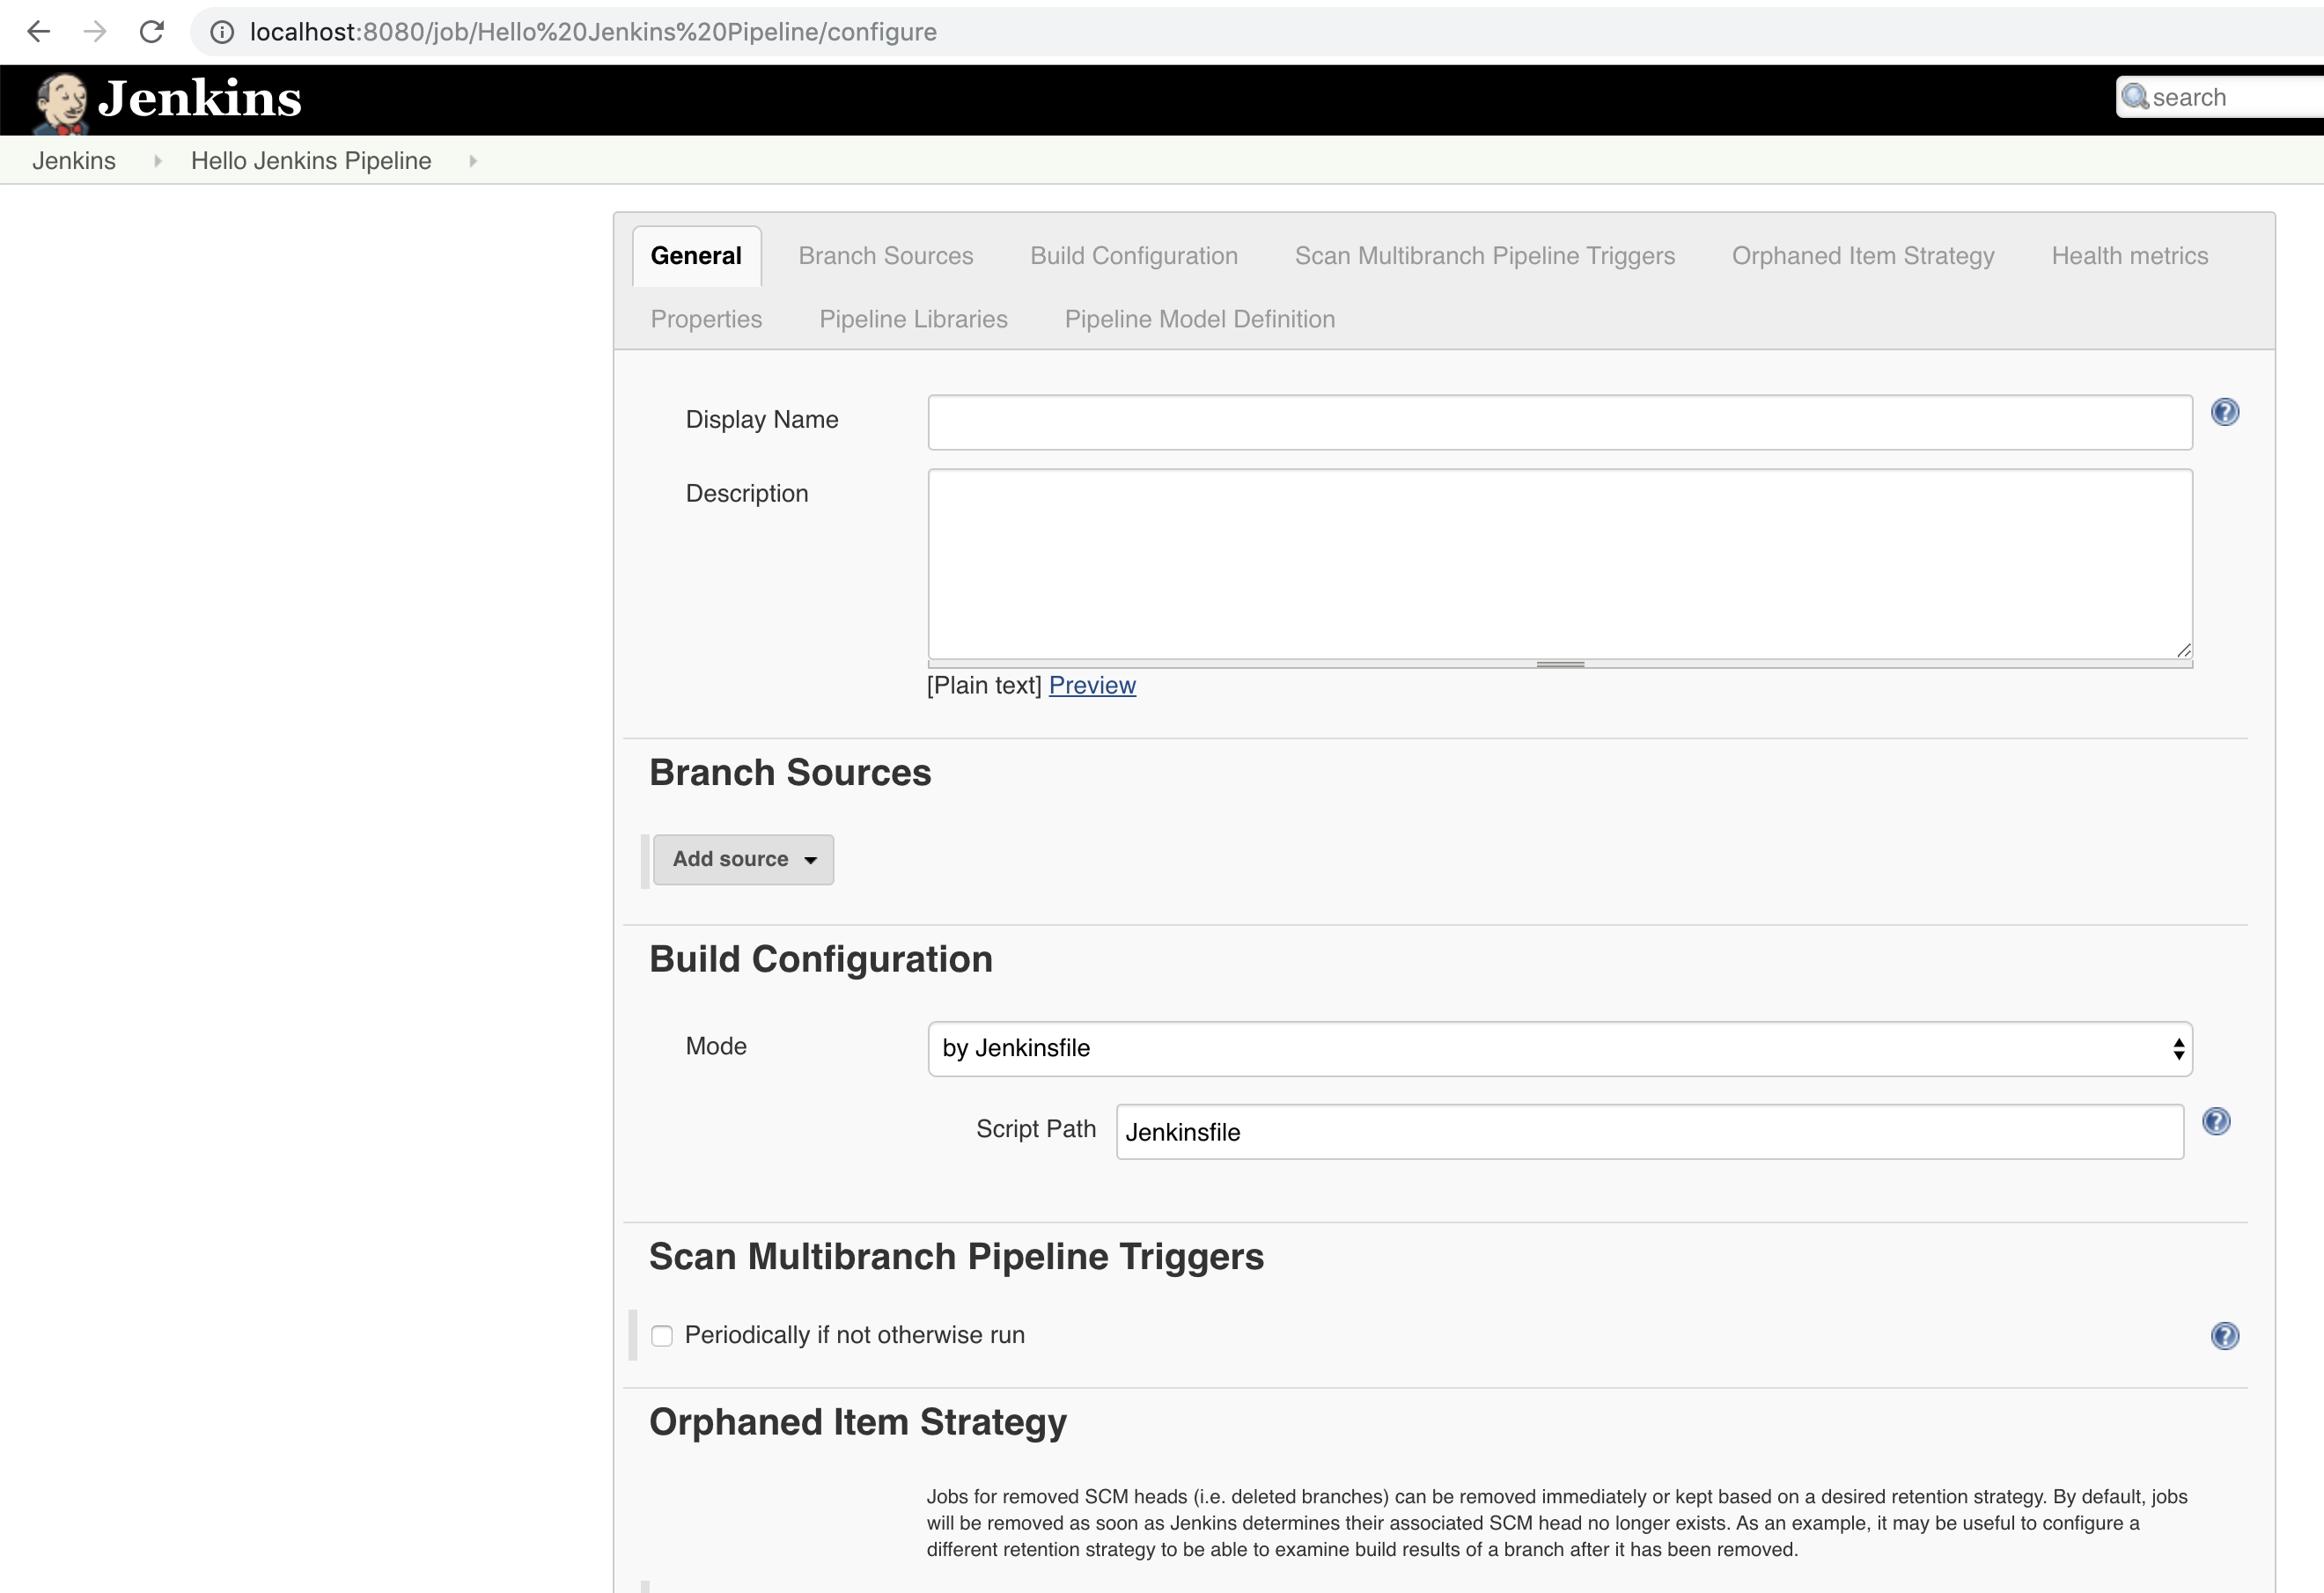 localhost:8080/job/Hello%20Jenkins%20Pipeline/configure
Jenkins
search
Jenkins Hello Jenkins Pipeline
General Branch Sources Build Configuration Scan Multibranch Pipeline Triggers Orphaned Item Strategy Health metrics
Properties Pipeline Libraries Pipeline Model Definition
Display Name
Description
[Plain text] Preview
Branch Sources
Add source
Build Configuration
Mode by Jenkinsfile
Script Path Jenkinsfile
Scan Multibranch Pipeline Triggers
Periodically if not otherwise run
Orphaned Item Strategy
Jobs for removed SCM heads (i.e. deleted branches) can be removed immediately or kept based on a desired retention strategy. By default, jobs
will be removed as soon as Jenkins determines their associated SCM head no longer exists. As an example, it may be useful to configure a
different retention strategy to be able to examine build results of a branch after it has been removed.